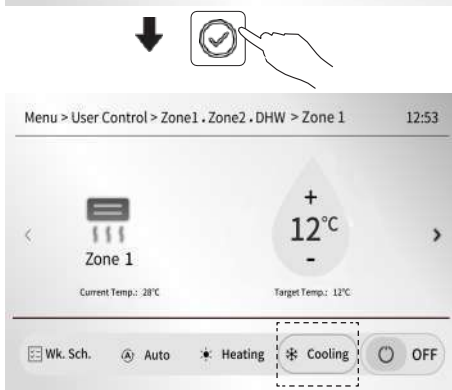 Menu > User Control > Zone1.Zone2.DHW > Zone 1 12:53
+
12°C
-
Zone 1
Current Temp.: 28°C Target Temp.: 12°C
Wk. Sch. A Auto Heating Cooling OFF